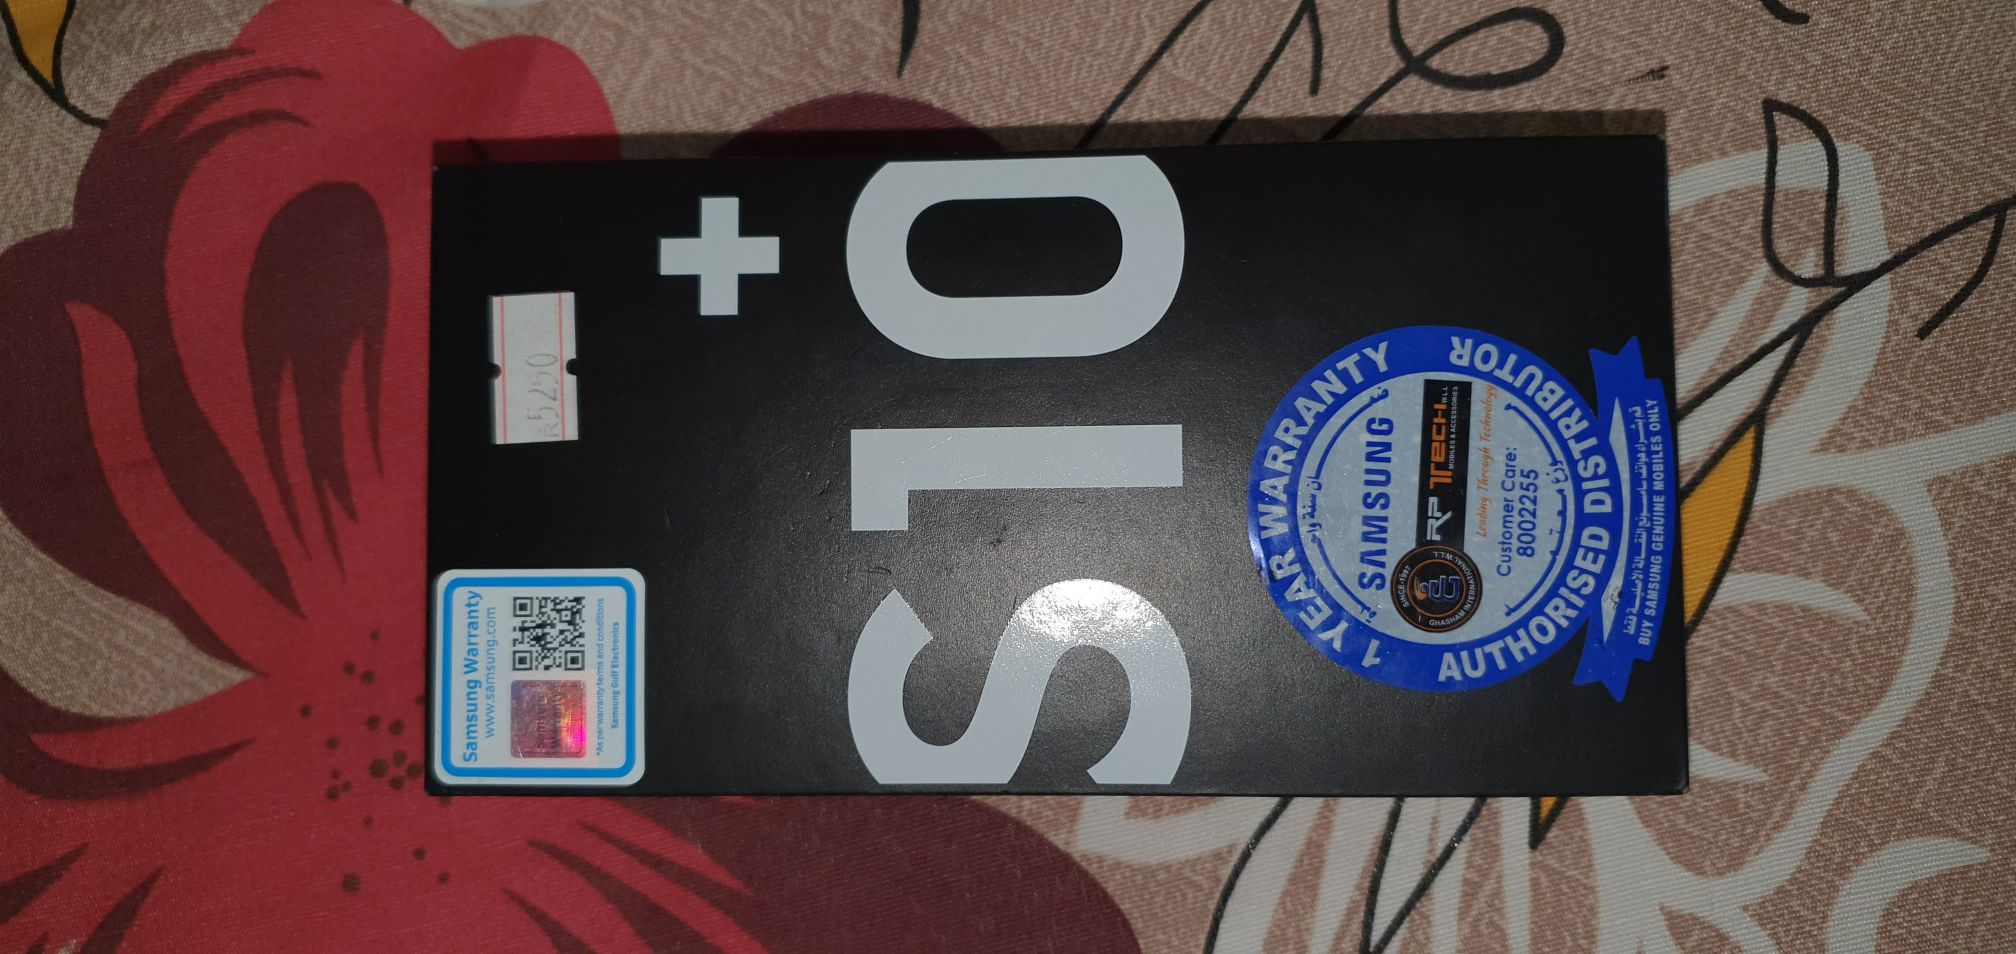 S10
+
R5250
Samsung Warranty
www.samsung.com
*As per warranty terms and conditions
Samsung Gulf Electronics
1 YEAR WARRANTY
SAMSUNG
SINCE-1997
GHASHAM INTERNATIONAL W.L.L
RP Tech W.L.L
MOBILES & ACCESSORIES
Leading Through Technology
Customer Care:
8002255
AUTHORISED DISTRIBUTOR
BUY SAMSUNG GENUINE MOBILES ONLY